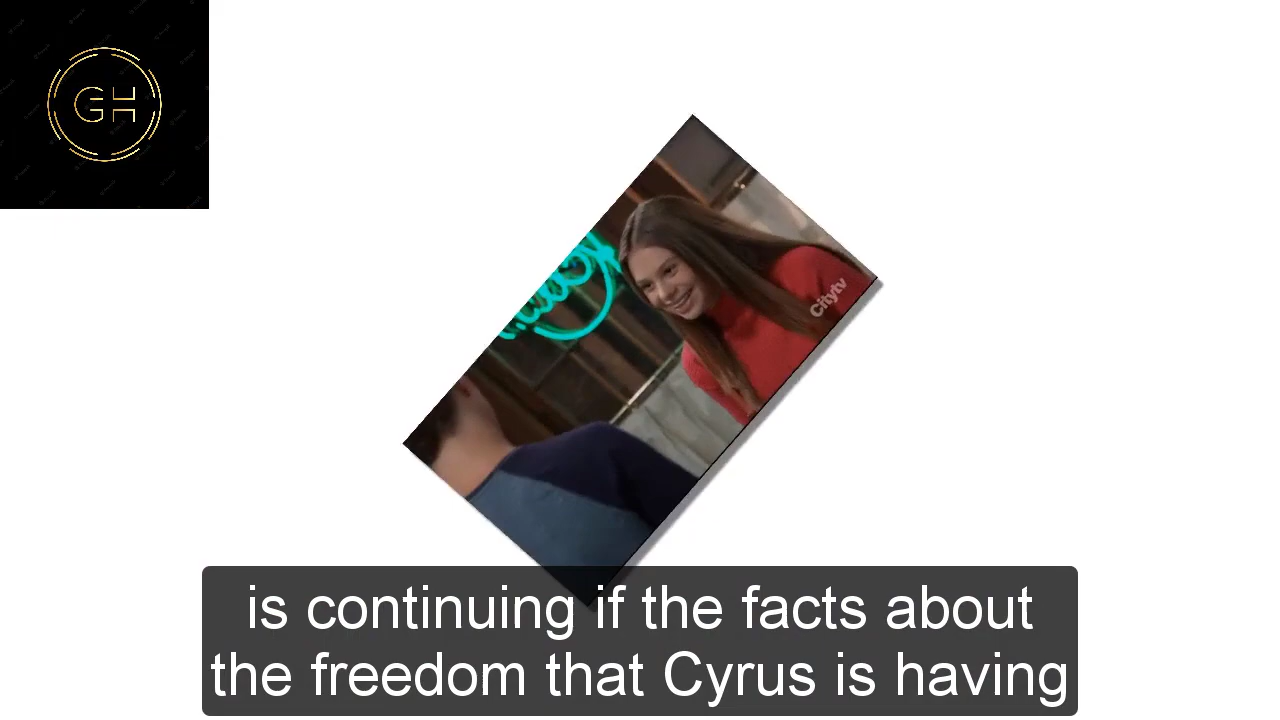 GH
Citytv
is continuing if the facts about
the freedom that Cyrus is having